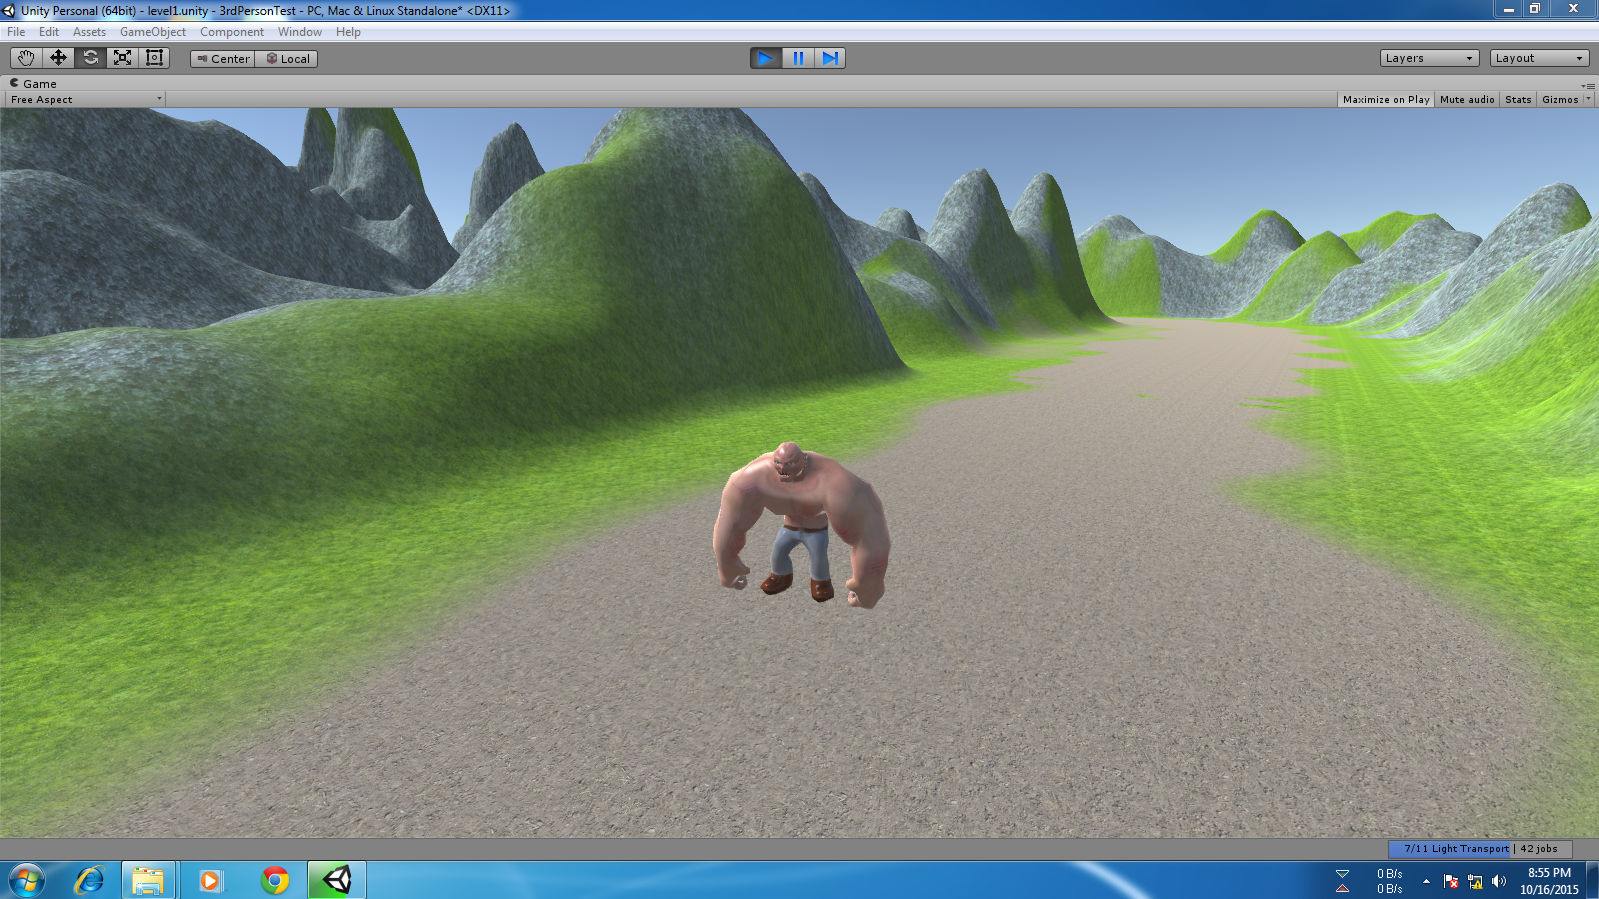 Unity Personal (64bit) - level1.unity - 3rdPersonTest - PC, Mac & Linux Standalone* <DX11>
File Edit Assets GameObject Component Window Help
Center Local Layers Layout
Game
Free Aspect Maximize on Play Mute audio Stats Gizmos
7/11 Light Transport | 42 jobs
0 B/s 8:55 PM
0 B/s 10/16/2015